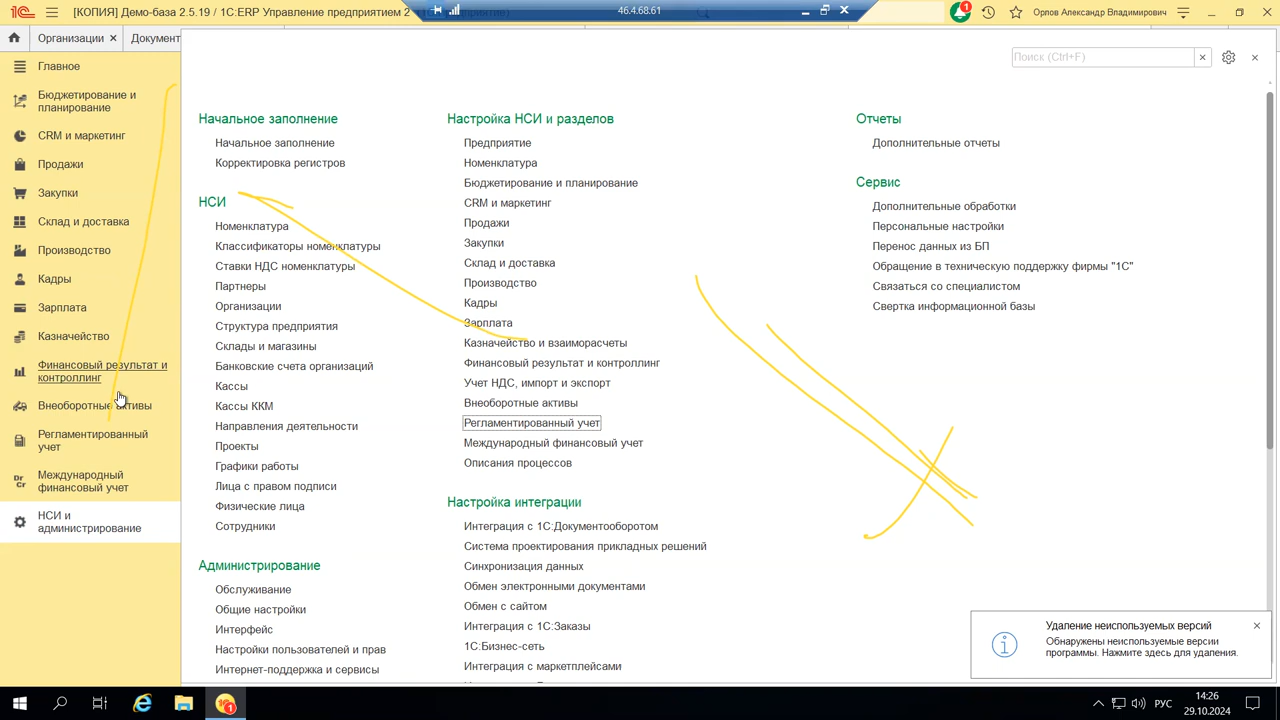 [КОПИЯ] Демо-база 2.5.19 / 1С:ERP Управление предприятием 2
46.4.68.61
1
Орлов Александр Владимирович
Организации
Документ
Главное
Бюджетирование и
планирование
CRM и маркетинг
Продажи
Закупки
Склад и доставка
Производство
Кадры
Зарплата
Казначейство
Финансовый результат и
контроллинг
Внеоборотные активы
Регламентированный
учет
Dr
Cr
Международный
финансовый учет
НСИ и
администрирование
Поиск (Ctrl+F)
Начальное заполнение
Начальное заполнение
Корректировка регистров
НСИ
Номенклатура
Классификаторы номенклатуры
Ставки НДС номенклатуры
Партнеры
Организации
Структура предприятия
Склады и магазины
Банковские счета организаций
Кассы
Кассы ККМ
Направления деятельности
Проекты
Графики работы
Лица с правом подписи
Физические лица
Сотрудники
Администрирование
Обслуживание
Общие настройки
Интерфейс
Настройки пользователей и прав
Интернет-поддержка и сервисы
Настройка НСИ и разделов
Предприятие
Номенклатура
Бюджетирование и планирование
CRM и маркетинг
Продажи
Закупки
Склад и доставка
Производство
Кадры
Зарплата
Казначейство и взаиморасчеты
Финансовый результат и контроллинг
Учет НДС, импорт и экспорт
Внеоборотные активы
Регламентированный учет
Международный финансовый учет
Описания процессов
Настройка интеграции
Интеграция с 1С:Документооборотом
Система проектирования прикладных решений
Синхронизация данных
Обмен электронными документами
Обмен с сайтом
Интеграция с 1С:Заказы
1С:Бизнес-сеть
Интеграция с маркетплейсами
Отчеты
Дополнительные отчеты
Сервис
Дополнительные обработки
Персональные настройки
Перенос данных из БП
Обращение в техническую поддержку фирмы "1С"
Связаться со специалистом
Свертка информационной базы
Удаление неиспользуемых версий
Обнаружены неиспользуемые версии
программы. Нажмите здесь для удаления.
1
РУС
14:26
29.10.2024